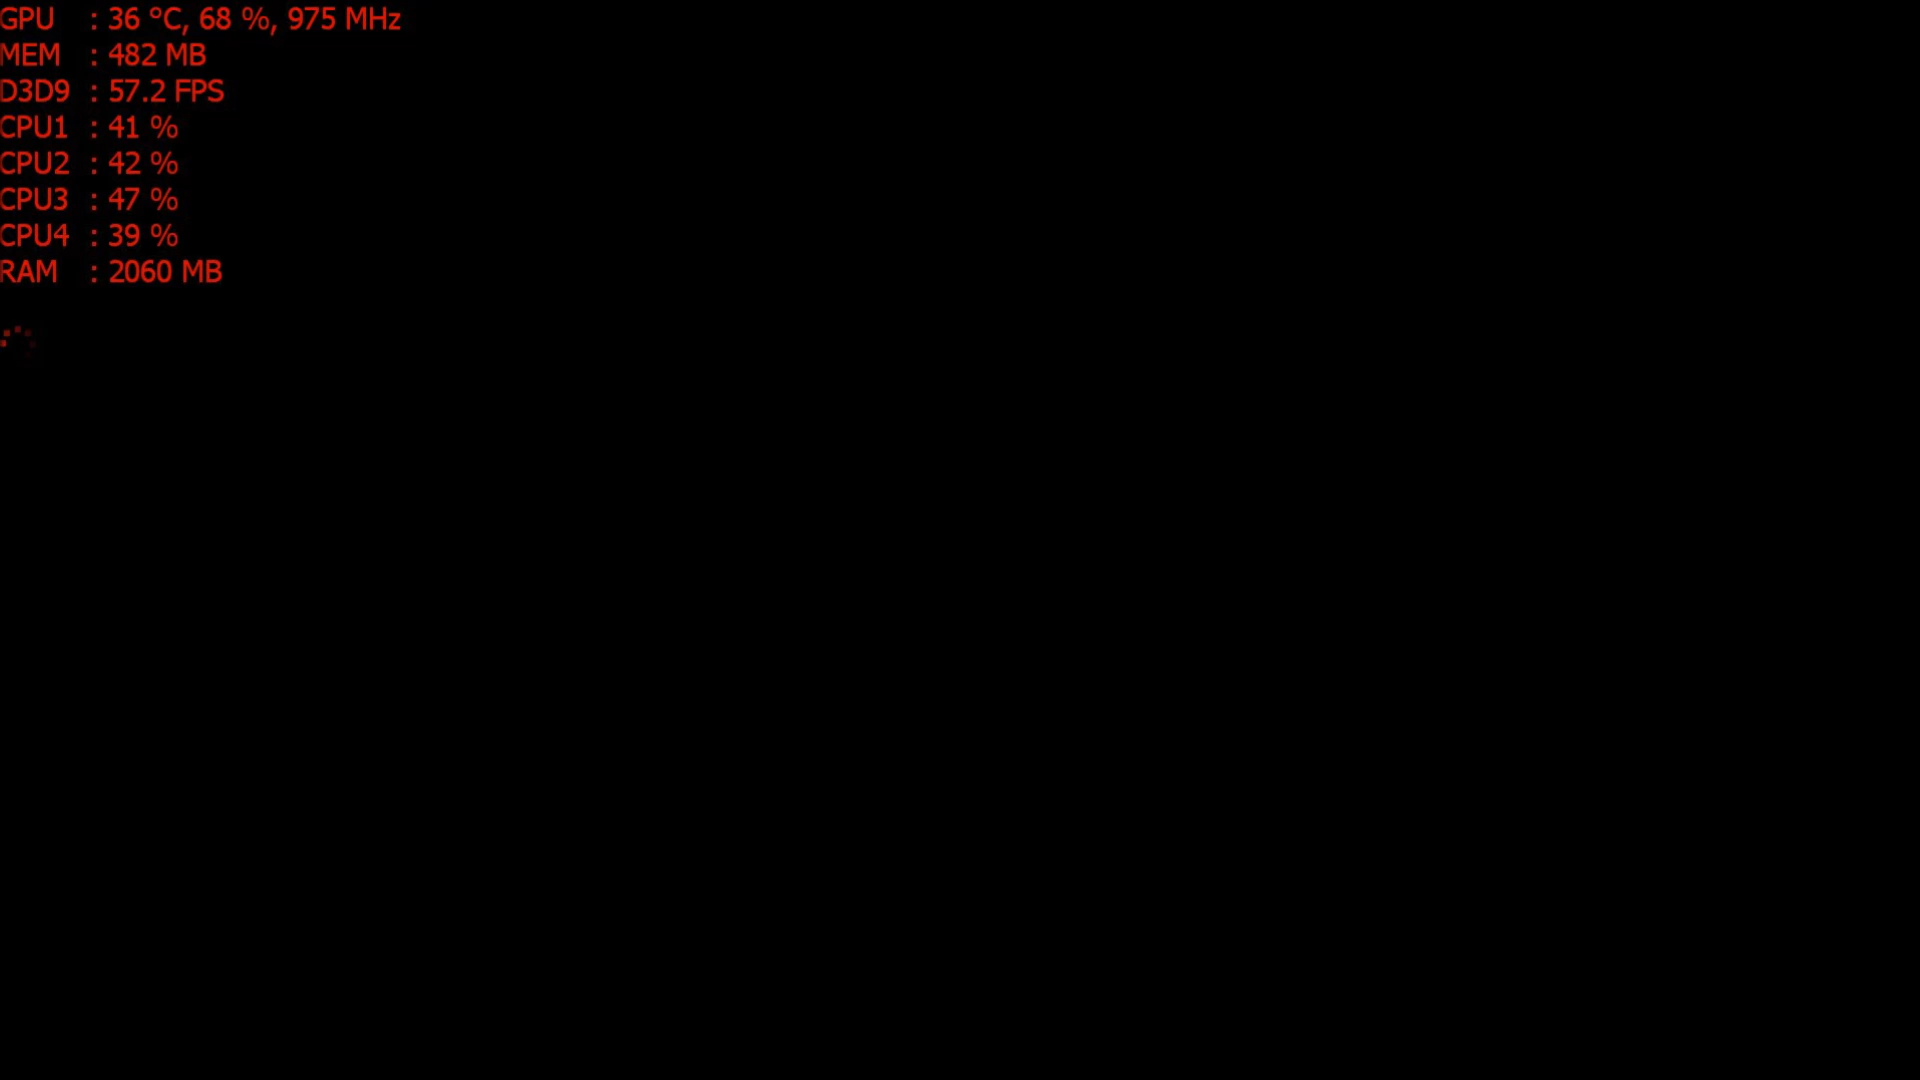 GPU : 36 °C, 68 %, 975 MHz
MEM : 482 MB
D3D9 : 57.2 FPS
CPU1 : 41 %
CPU2 : 42 %
CPU3 : 47 %
CPU4 : 39 %
RAM : 2060 MB